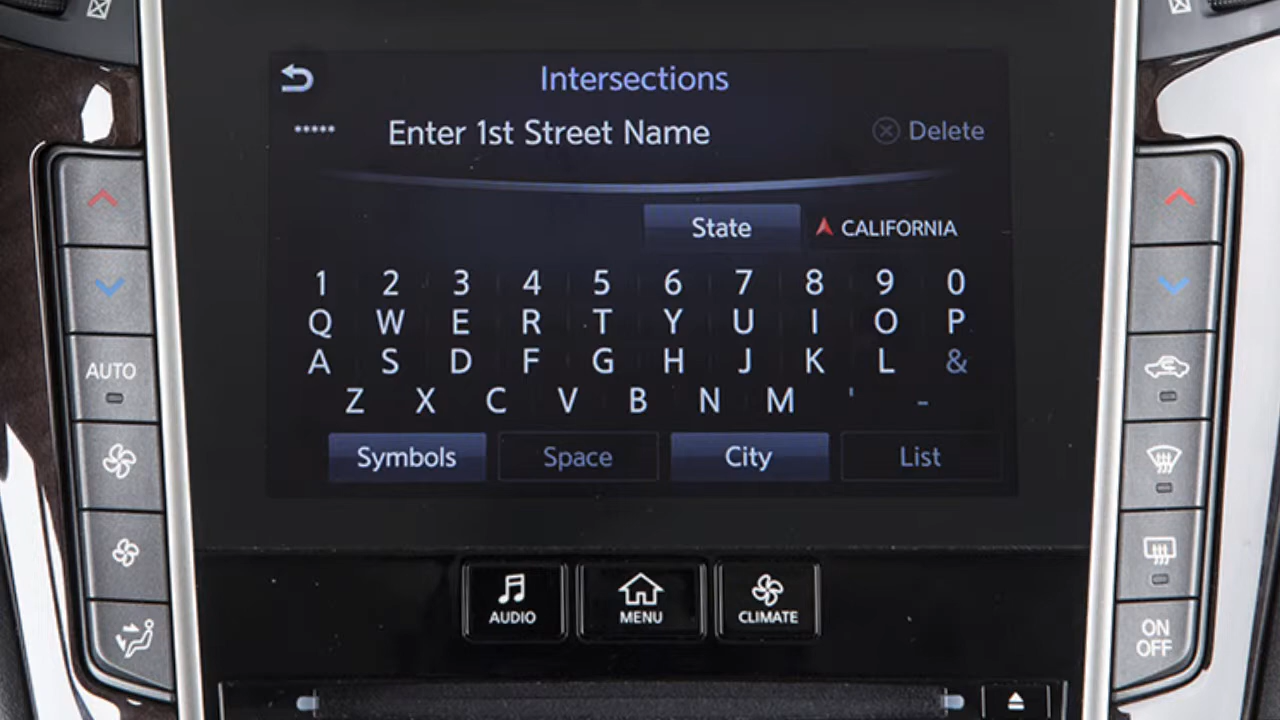 Intersections
***** Enter 1st Street Name Delete
State CALIFORNIA
1 2 3 4 5 6 7 8 9 0
Q W E R T Y U I O P
A S D F G H J K L &
Z X C V B N M ' -
Symbols Space City List
AUTO
AUDIO MENU CLIMATE
ON
OFF